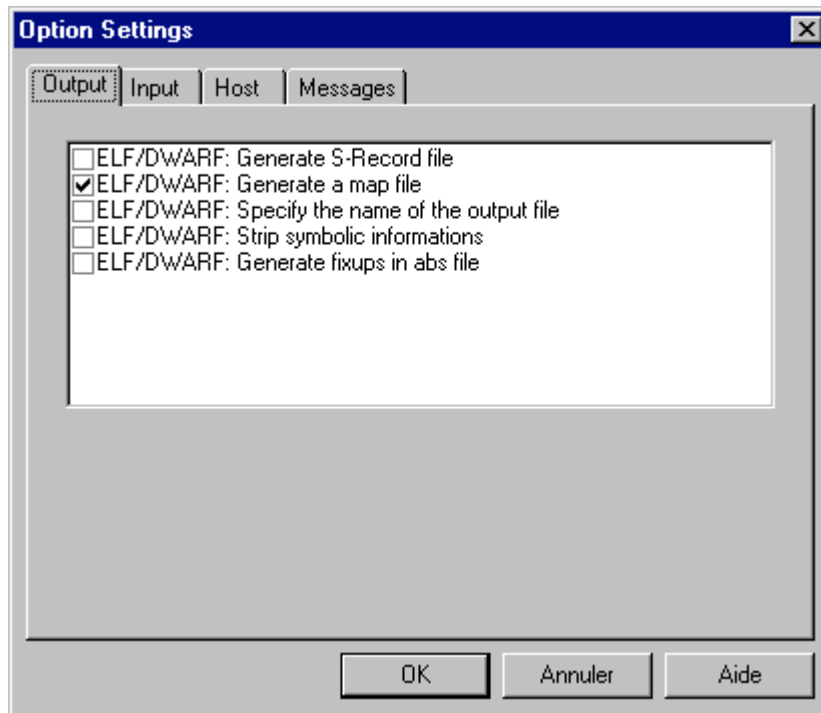 Option Settings
Output Input Host Messages
ELF/DWARF: Generate S-Record file
ELF/DWARF: Generate a map file
ELF/DWARF: Specify the name of the output file
ELF/DWARF: Strip symbolic informations
ELF/DWARF: Generate fixups in abs file
OK Annuler Aide